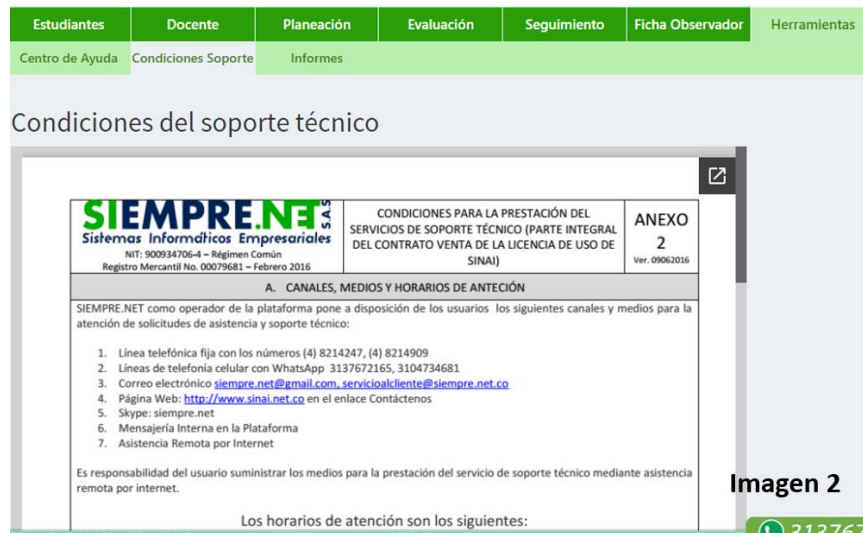 Estudiantes Docente Planeación Evaluación Seguimiento Ficha Observador Herramientas
Centro de Ayuda Condiciones Soporte Informes
Condiciones del soporte técnico
SIEMPRE.NET S.A.S
Sistemas Informáticos Empresariales
NIT: 900934706-4 – Régimen Común
Registro Mercantil No. 00079681 – Febrero 2016
CONDICIONES PARA LA PRESTACIÓN DEL
SERVICIOS DE SOPORTE TÉCNICO (PARTE INTEGRAL
DEL CONTRATO VENTA DE LA LICENCIA DE USO DE
SINAI)
ANEXO
2
Ver. 09062016
A. CANALES, MEDIOS Y HORARIOS DE ANTECIÓN
SIEMPRE.NET como operador de la plataforma pone a disposición de los usuarios los siguientes canales y medios para la
atención de solicitudes de asistencia y soporte técnico:
1. Línea telefónica fija con los números (4) 8214247, (4) 8214909
2. Líneas de telefonía celular con WhatsApp 3137672165, 3104734681
3. Correo electrónico siempre.net@gmail.com, servicioalcliente@siempre.net.co
4. Página Web: http://www.sinai.net.co en el enlace Contáctenos
5. Skype: siempre.net
6. Mensajería Interna en la Plataforma
7. Asistencia Remota por Internet
Es responsabilidad del usuario suministrar los medios para la prestación del servicio de soporte técnico mediante asistencia
remota por internet.
Imagen 2
Los horarios de atención son los siguientes:
313767